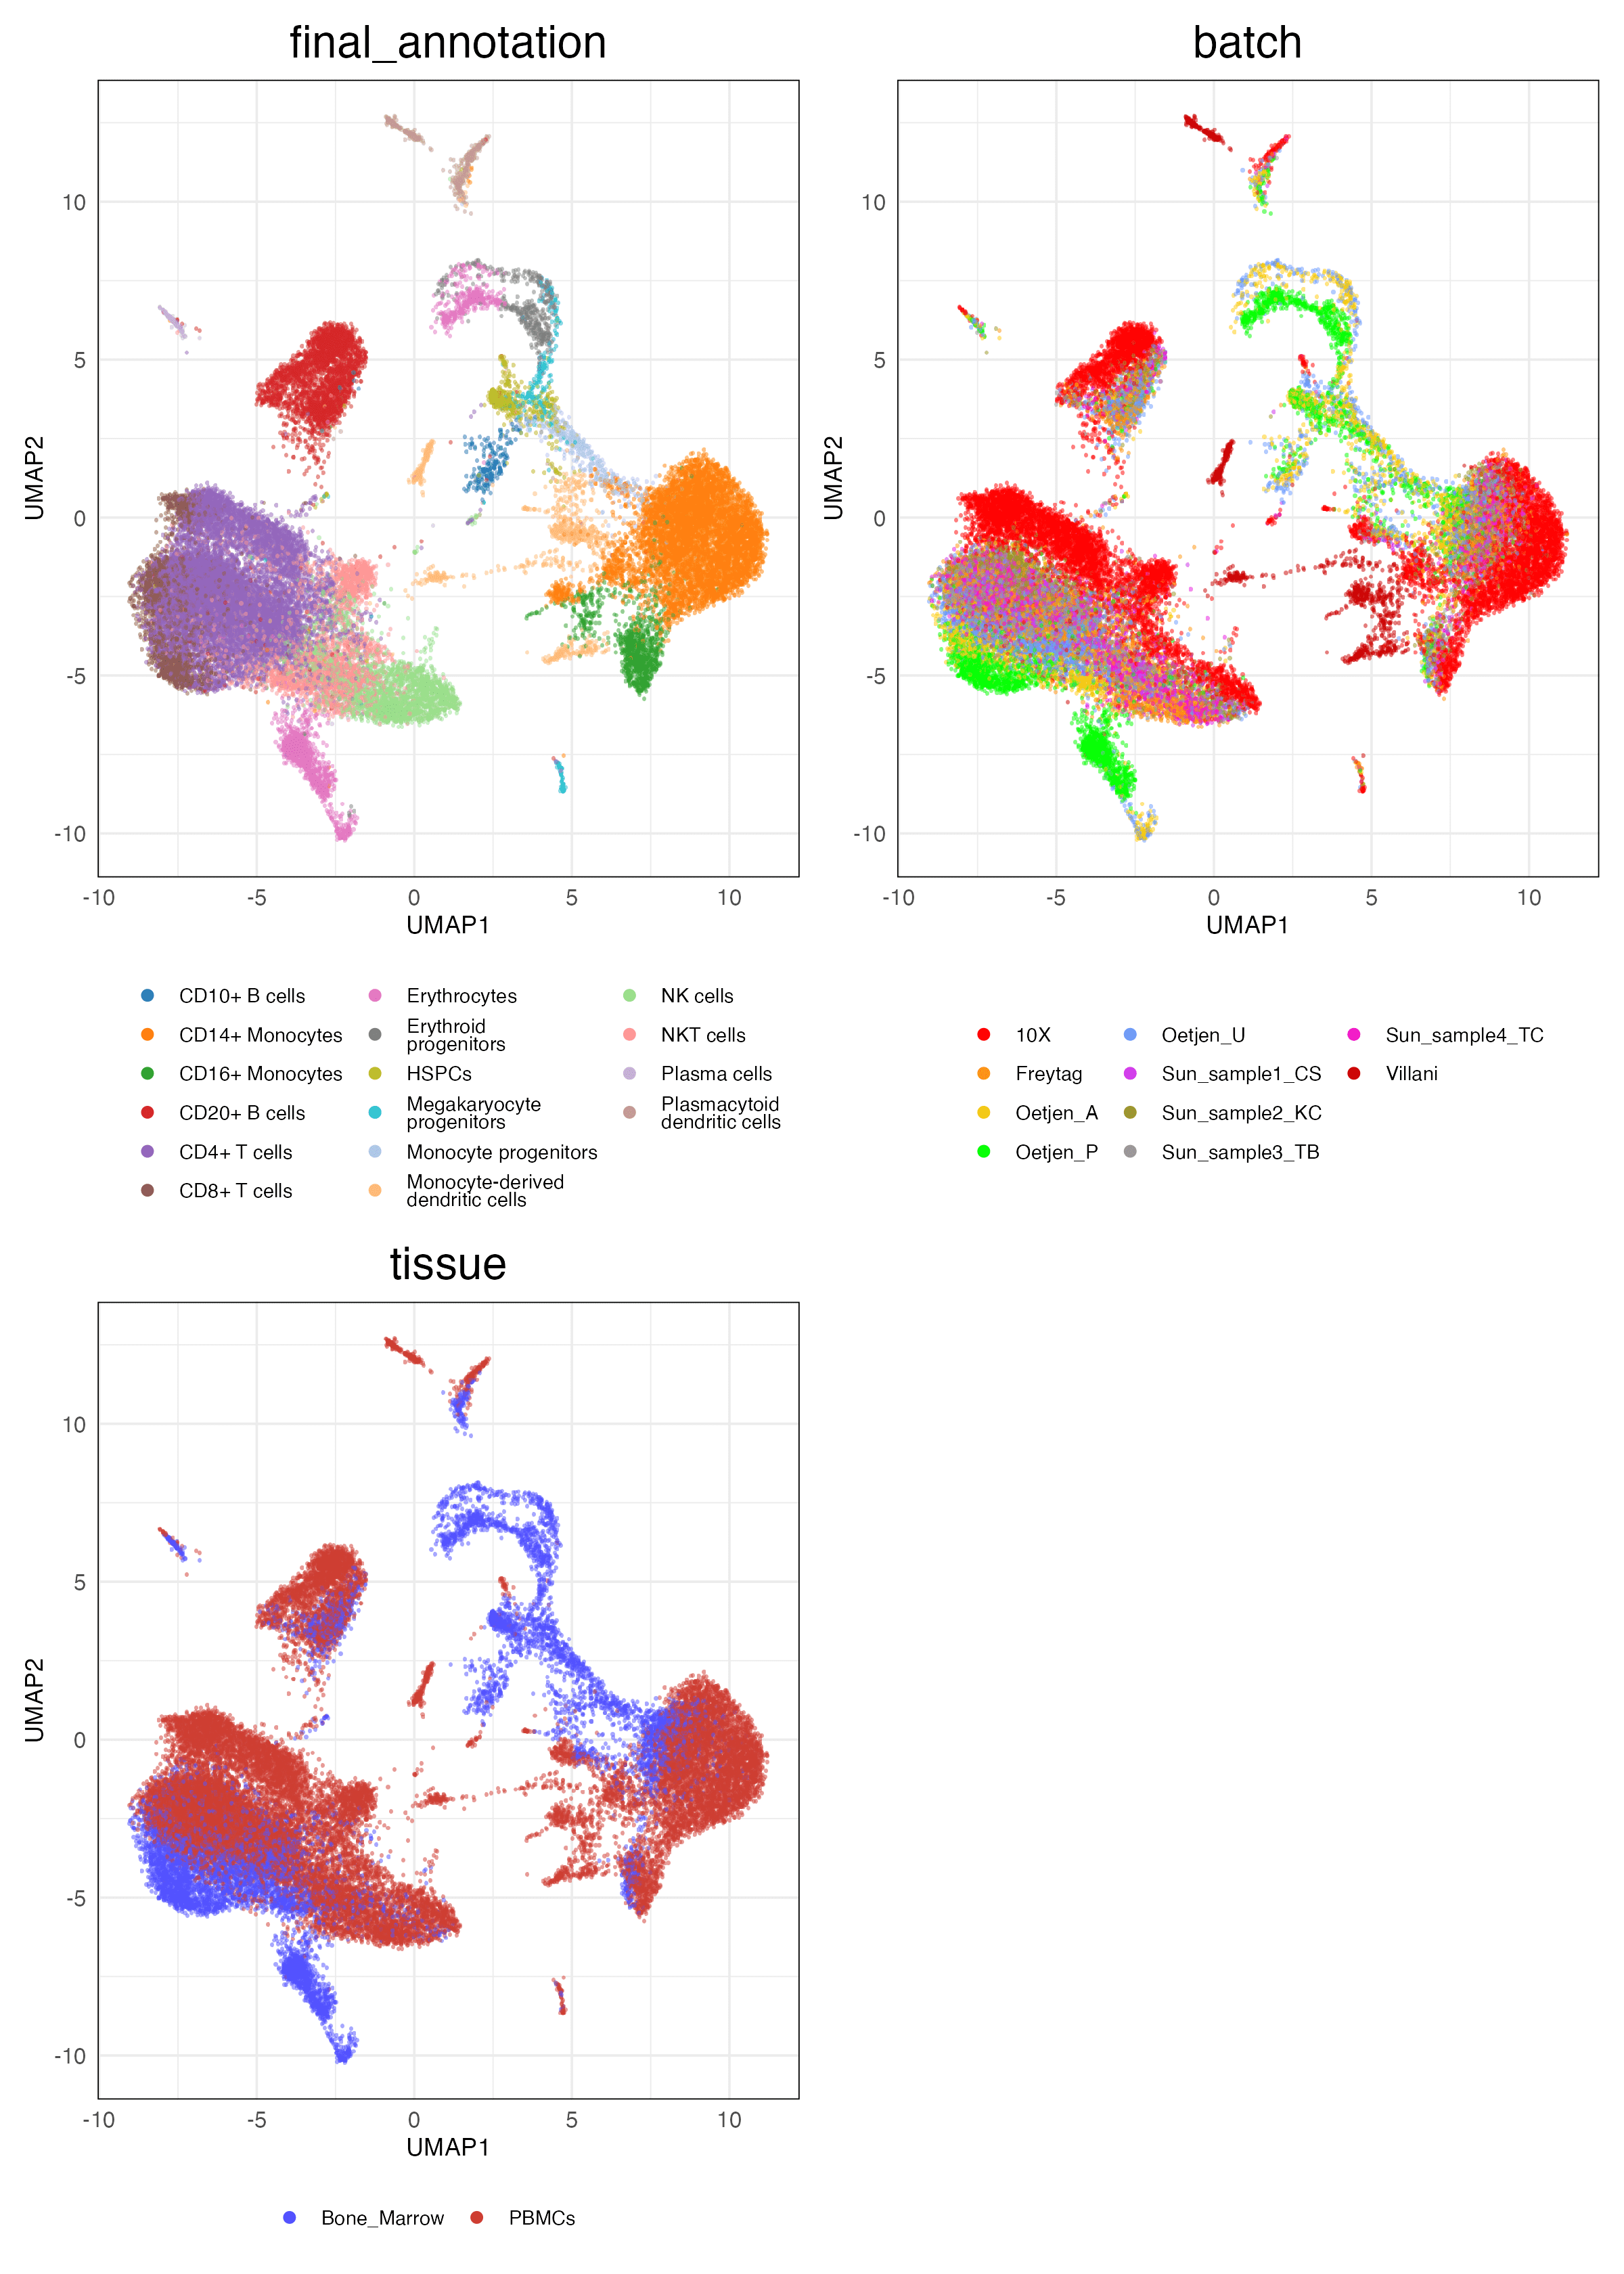 final_annotation
batch
UMAP2
10
5
0
-5
-10
-10
-5
0
5
10
UMAP1
UMAP2
10
5
0
-5
-10
-10
-5
0
5
10
UMAP1
CD10+ B cells
CD14+ Monocytes
CD16+ Monocytes
CD20+ B cells
CD4+ T cells
CD8+ T cells
Erythrocytes
Erythroid
progenitors
HSPCs
Megakaryocyte
progenitors
Monocyte progenitors
Monocyte-derived
dendritic cells
NK cells
NKT cells
Plasma cells
Plasmacytoid
dendritic cells
10X
Freytag
Oetjen_A
Oetjen_P
Oetjen_U
Sun_sample1_CS
Sun_sample2_KC
Sun_sample3_TB
Sun_sample4_TC
Villani
tissue
UMAP2
10
5
0
-5
-10
-10
-5
0
5
10
UMAP1
Bone_Marrow
PBMCs